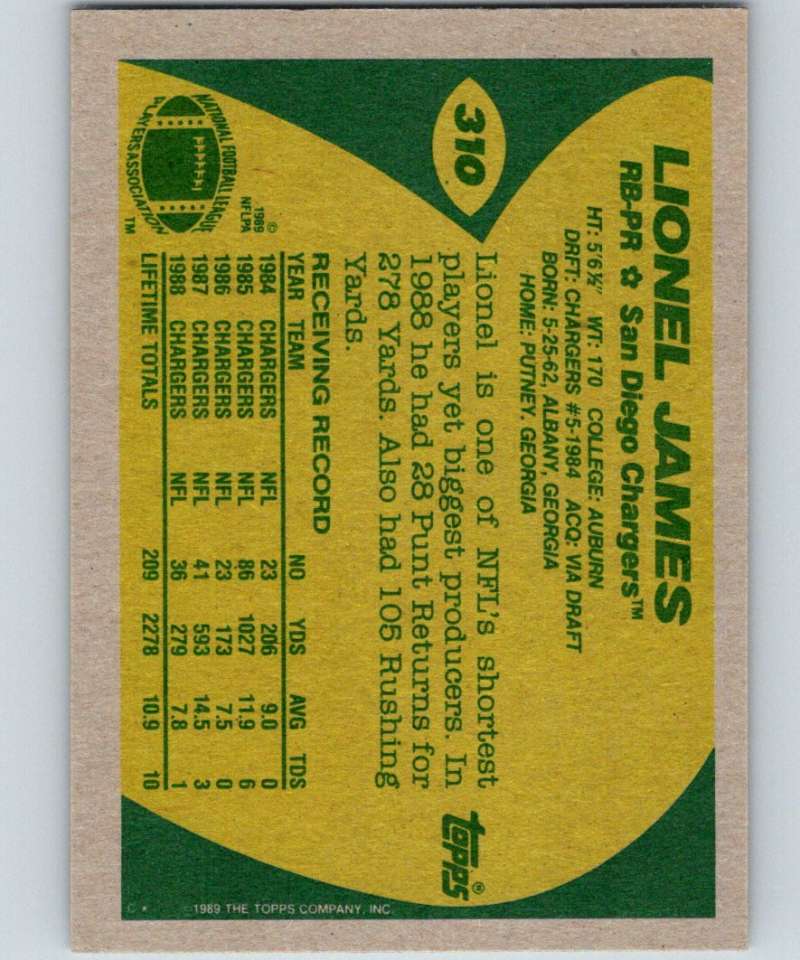 310
LIONEL JAMES
RB-PR ✿ San Diego Chargers™
HT: 5'6½" WT: 170 COLLEGE: AUBURN
DRFT: CHARGERS #5-1984 ACQ: VIA DRAFT
BORN: 5-25-62, ALBANY, GEORGIA
HOME: PUTNEY, GEORGIA
Lionel is one of NFL's shortest
players yet biggest producers. In
1988 he had 28 Punt Returns for
278 Yards. Also had 105 Rushing
Yards.
topps®
RECEIVING RECORD
YEAR TEAM NO YDS AVG TDS
1984 CHARGERS NFL 23 206 9.0 0
1985 CHARGERS NFL 86 1027 11.9 6
1986 CHARGERS NFL 23 173 7.5 0
1987 CHARGERS NFL 41 593 14.5 3
1988 CHARGERS NFL 36 279 7.8 1
LIFETIME TOTALS 209 2278 10.9 10
NATIONAL FOOTBALL LEAGUE
PLAYERS ASSOCIATION
TM
©
1989
NFLPA
C * ©1989 THE TOPPS COMPANY, INC.